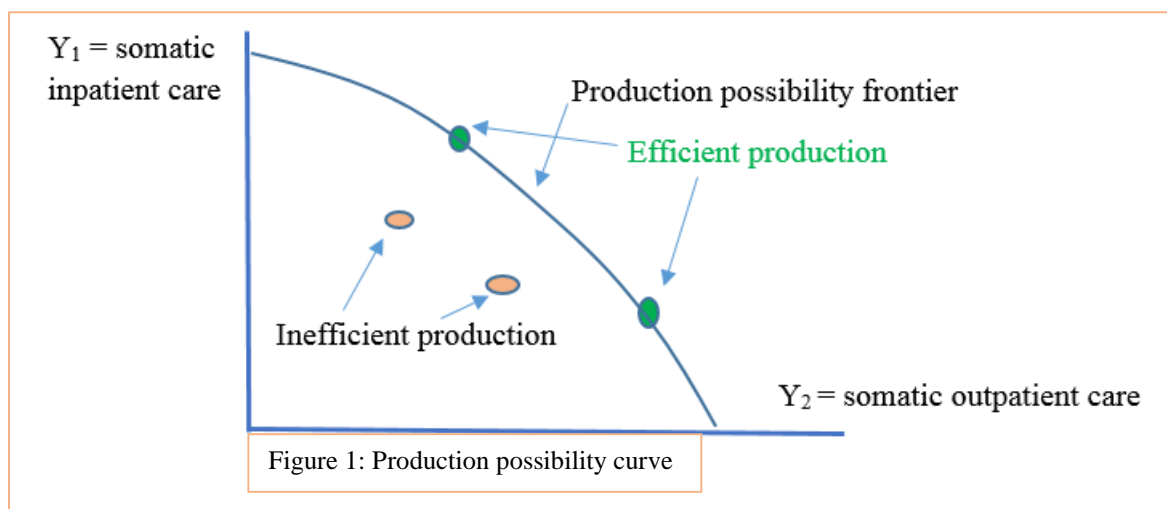 Y₁ = somatic
inpatient care
Production possibility frontier
Efficient production
Inefficient production
Y₂ = somatic outpatient care
Figure 1: Production possibility curve